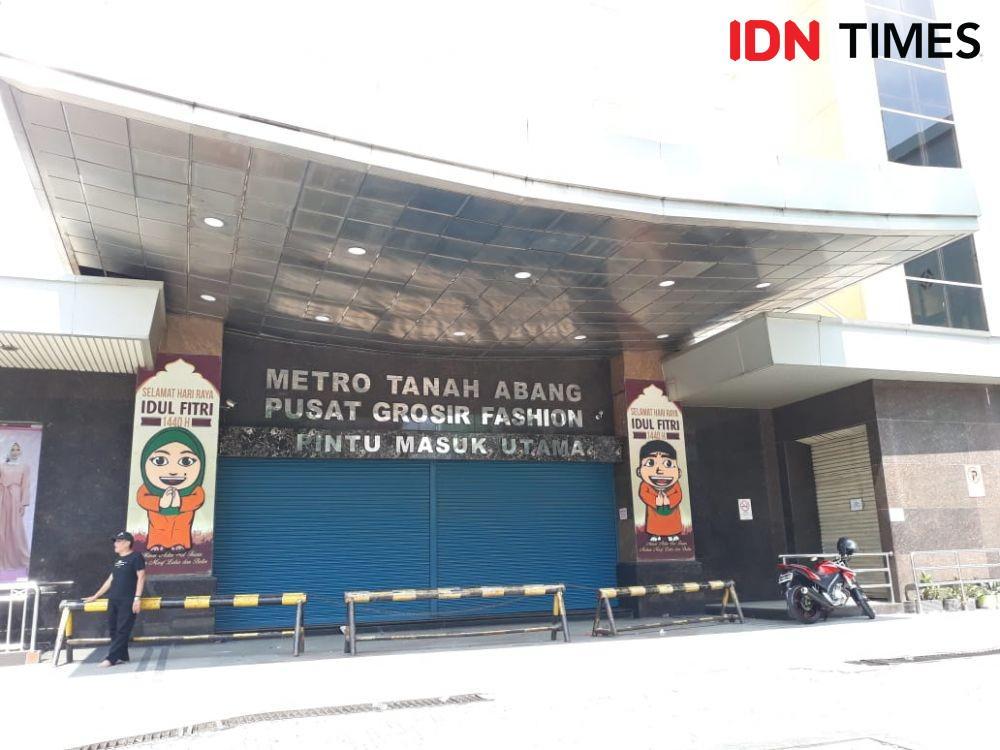 IDN TIMES
METRO TANAH ABANG
PUSAT GROSIR FASHION
PINTU MASUK UTAMA
SELAMAT HARI RAYA
IDUL FITRI
1440 H
SELAMAT HARI RAYA
IDUL FITRI
1440 H